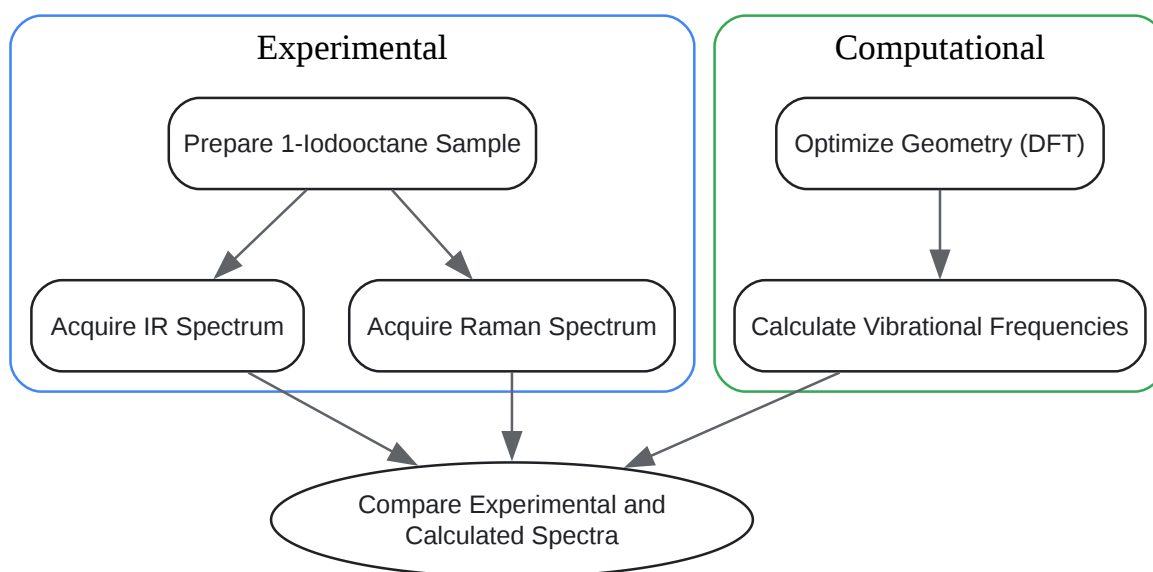 Experimental
Computational
Prepare 1-Iodooctane Sample
Optimize Geometry (DFT)
Acquire IR Spectrum
Acquire Raman Spectrum
Calculate Vibrational Frequencies
Compare Experimental and
Calculated Spectra